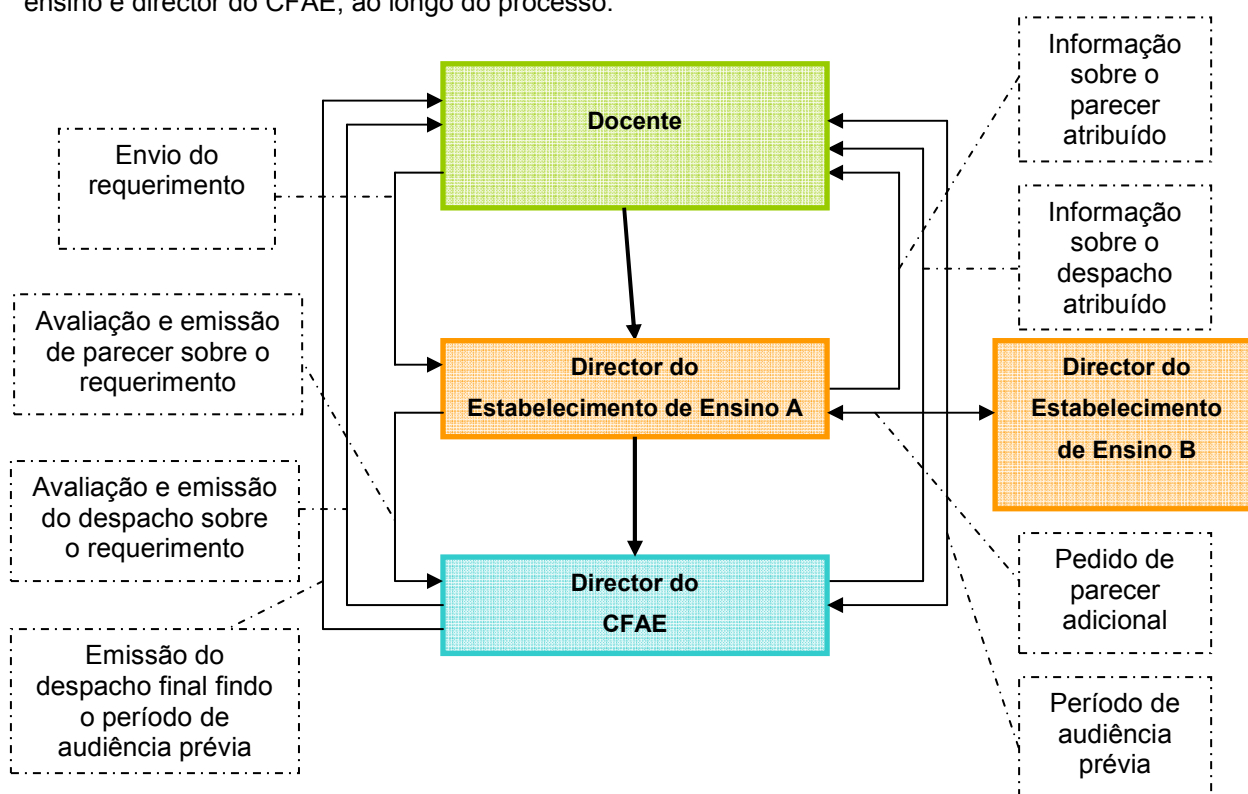 ensino e director do CFAE, ao longo do processo.
Informação
sobre o
parecer
atribuído
Docente
Envio do
requerimento
Informação
sobre o
despacho
atribuído
Avaliação e emissão
de parecer sobre o
requerimento
Director do
Estabelecimento de Ensino A
Director do
Estabelecimento
de Ensino B
Avaliação e emissão
do despacho sobre
o requerimento
Pedido de
parecer
adicional
Director do
CFAE
Emissão do
despacho final findo
o período de
audiência prévia
Período de
audiência
prévia